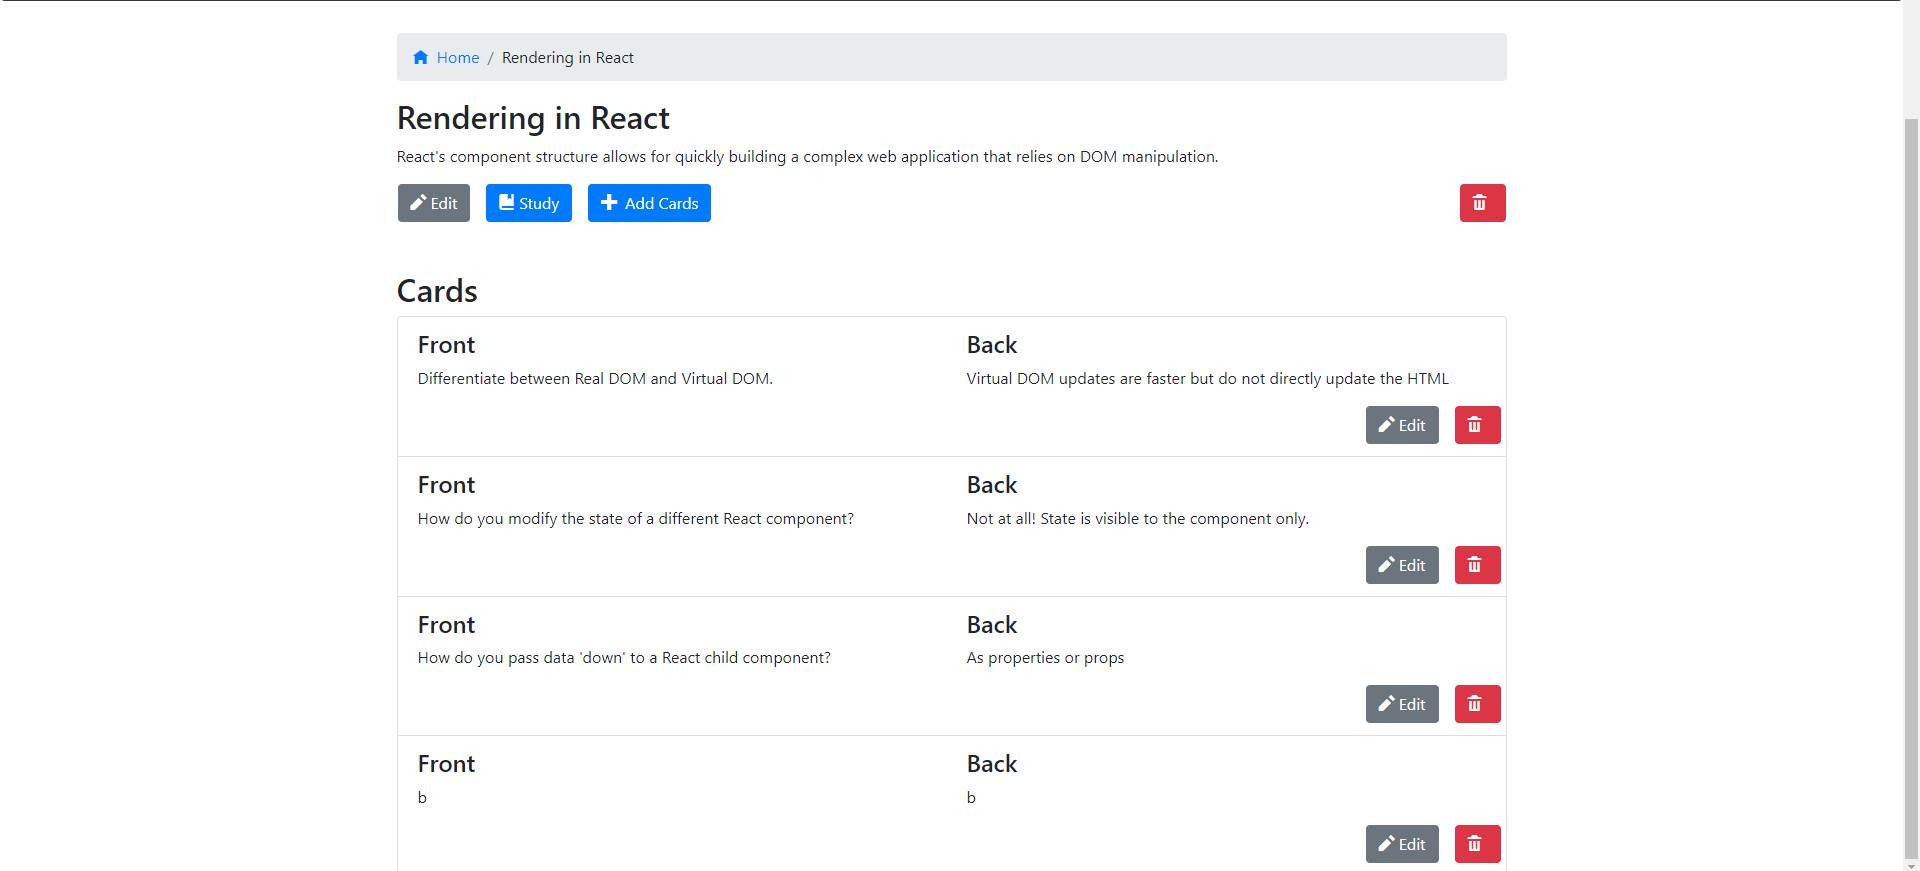 Home / Rendering in React
Rendering in React
React's component structure allows for quickly building a complex web application that relies on DOM manipulation.
Edit Study Add Cards
Cards
Front Back
Differentiate between Real DOM and Virtual DOM. Virtual DOM updates are faster but do not directly update the HTML
Edit
Front Back
How do you modify the state of a different React component? Not at all! State is visible to the component only.
Edit
Front Back
How do you pass data 'down' to a React child component? As properties or props
Edit
Front Back
b b
Edit